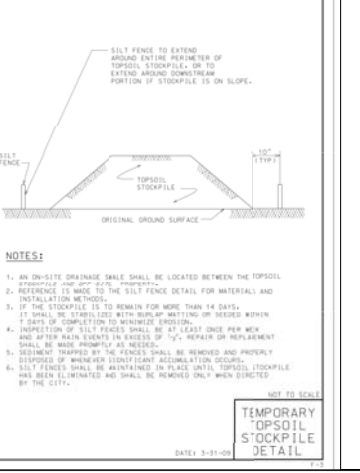 SILT FENCE TO EXTEND
AROUND ENTIRE PERIMETER OF
TOPSOIL STOCKPILE, OR TO
EXTEND AROUND DOWNSTREAM
PORTION IF STOCKPILE IS ON SLOPE.
SILT
FENCE
10"
(TYP)
TOPSOIL
STOCKPILE
ORIGINAL GROUND SURFACE
NOTES:
1. AN ON-SITE DRAINAGE SWALE SHALL BE LOCATED BETWEEN THE TOPSOIL
STOCKPILE AND OFF-SITE PROPERTY.
2. REFERENCE IS MADE TO THE SILT FENCE DETAIL FOR MATERIALS AND
INSTALLATION METHODS.
3. IF THE STOCKPILE IS TO REMAIN FOR MORE THAN 14 DAYS,
IT SHALL BE STABILIZED WITH BURLAP MATTING OR SEEDED WITHIN
7 DAYS OF COMPLETION TO MINIMIZE EROSION.
4. INSPECTION OF SILT FENCES SHALL BE AT LEAST ONCE PER WEEK
AND AFTER RAIN EVENTS IN EXCESS OF REPAIR OR REPLAEMENT
SHALL BE MADE PROMPTLY AS NEEDED.
5. SEDIMENT TRAPPED BY THE FENCES SHALL BE REMOVED AND PROPERLY
DISPOSED OF WHENEVER SIGNIFICANT ACCUMULATION OCCURS.
6. SILT FENCES SHALL BE MAINTAINED IN PLACE UNTIL TOPSOIL STOCKPILE
HAS BEEN ELIMINATED AND SHALL BE REMOVED ONLY WHEN DIRECTED
BY THE CITY.
NOT TO SCALE
TEMPORARY
TOPSOIL
STOCKPILE
DETAIL
DATE: 3-31-09